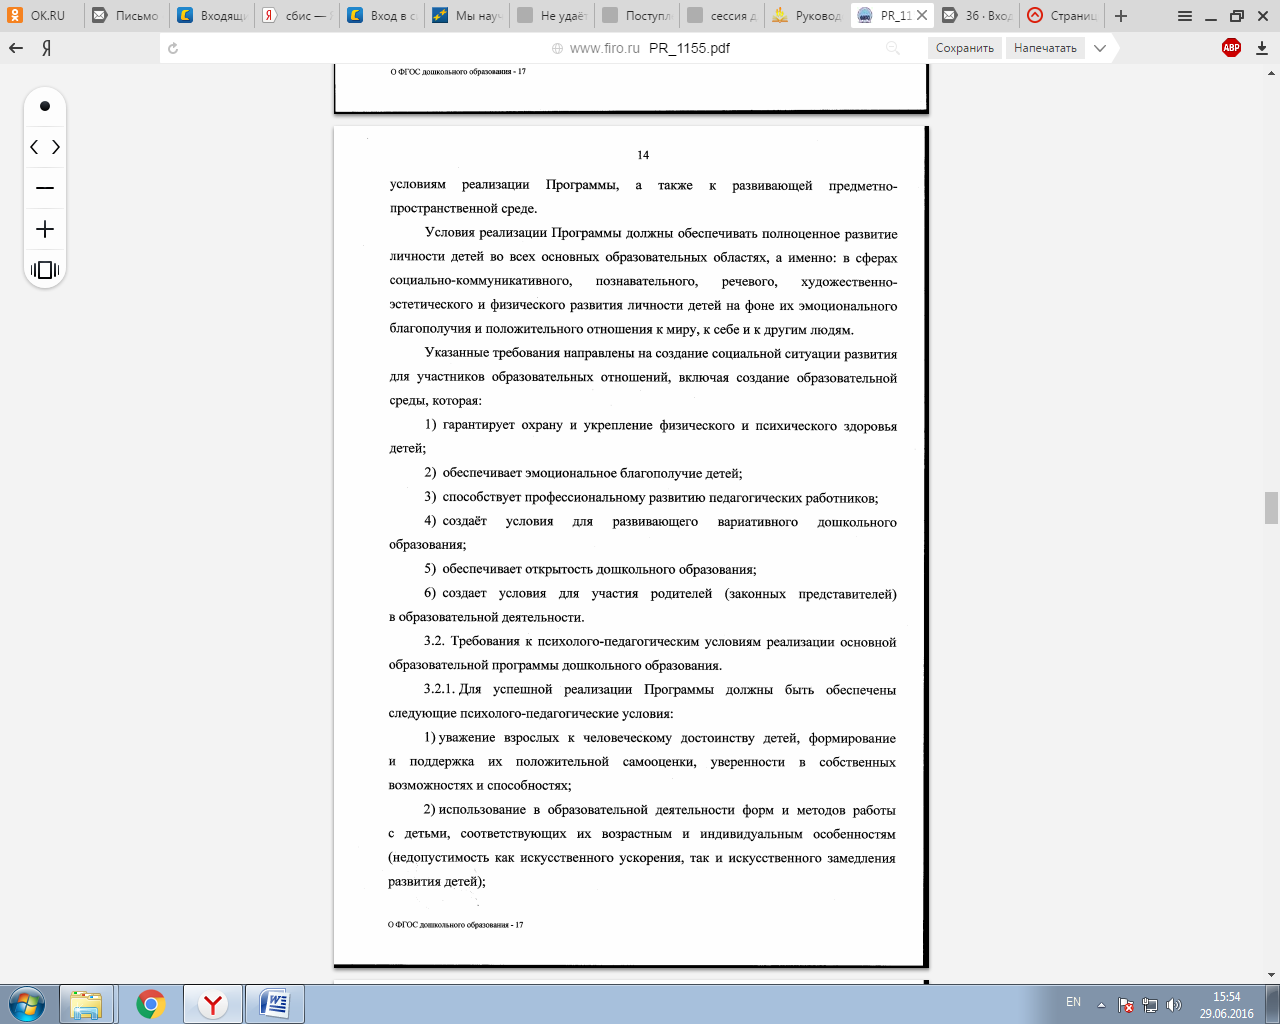 OK.RU
Письмо
Входящ
сбис —
Вход в с
Мы науч
Не удаёт
Поступл
сессия д
Руковод
PR_11
36 · Вход
Страниц
www.firo.ru PR_1155.pdf
Сохранить
Напечатать
ABP
О ФГОС дошкольного образования - 17
14
условиям реализации Программы, а также к развивающей предметно-
пространственной среде.
Условия реализации Программы должны обеспечивать полноценное развитие
личности детей во всех основных образовательных областях, а именно: в сферах
социально-коммуникативного, познавательного, речевого, художественно-
эстетического и физического развития личности детей на фоне их эмоционального
благополучия и положительного отношения к миру, к себе и к другим людям.
Указанные требования направлены на создание социальной ситуации развития
для участников образовательных отношений, включая создание образовательной
среды, которая:
1) гарантирует охрану и укрепление физического и психического здоровья
детей;
2) обеспечивает эмоциональное благополучие детей;
3) способствует профессиональному развитию педагогических работников;
4) создаёт условия для развивающего вариативного дошкольного
образования;
5) обеспечивает открытость дошкольного образования;
6) создает условия для участия родителей (законных представителей)
в образовательной деятельности.
3.2. Требования к психолого-педагогическим условиям реализации основной
образовательной программы дошкольного образования.
3.2.1. Для успешной реализации Программы должны быть обеспечены
следующие психолого-педагогические условия:
1) уважение взрослых к человеческому достоинству детей, формирование
и поддержка их положительной самооценки, уверенности в собственных
возможностях и способностях;
2) использование в образовательной деятельности форм и методов работы
с детьми, соответствующих их возрастным и индивидуальным особенностям
(недопустимость как искусственного ускорения, так и искусственного замедления
развития детей);
О ФГОС дошкольного образования - 17
EN
15:54
29.06.2016